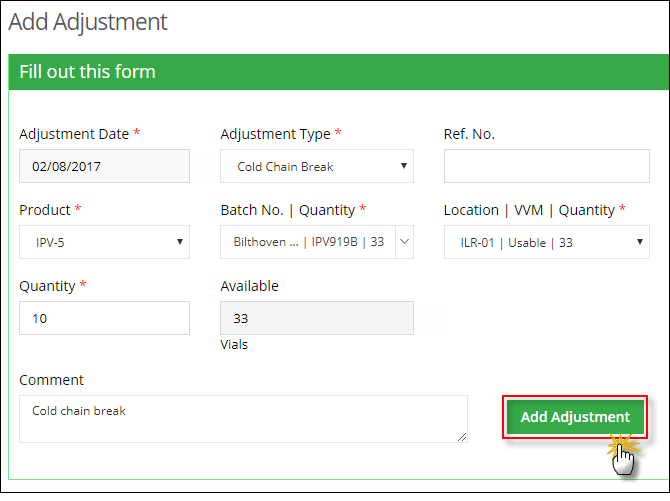 Add Adjustment
Fill out this form
Adjustment Date * Adjustment Type * Ref. No.
02/08/2017 Cold Chain Break
Product * Batch No. | Quantity * Location | VVM | Quantity *
IPV-5 Bilthoven ... | IPV919B | 33 ILR-01 | Usable | 33
Quantity * Available
10 33
Vials
Comment
Cold chain break
Add Adjustment